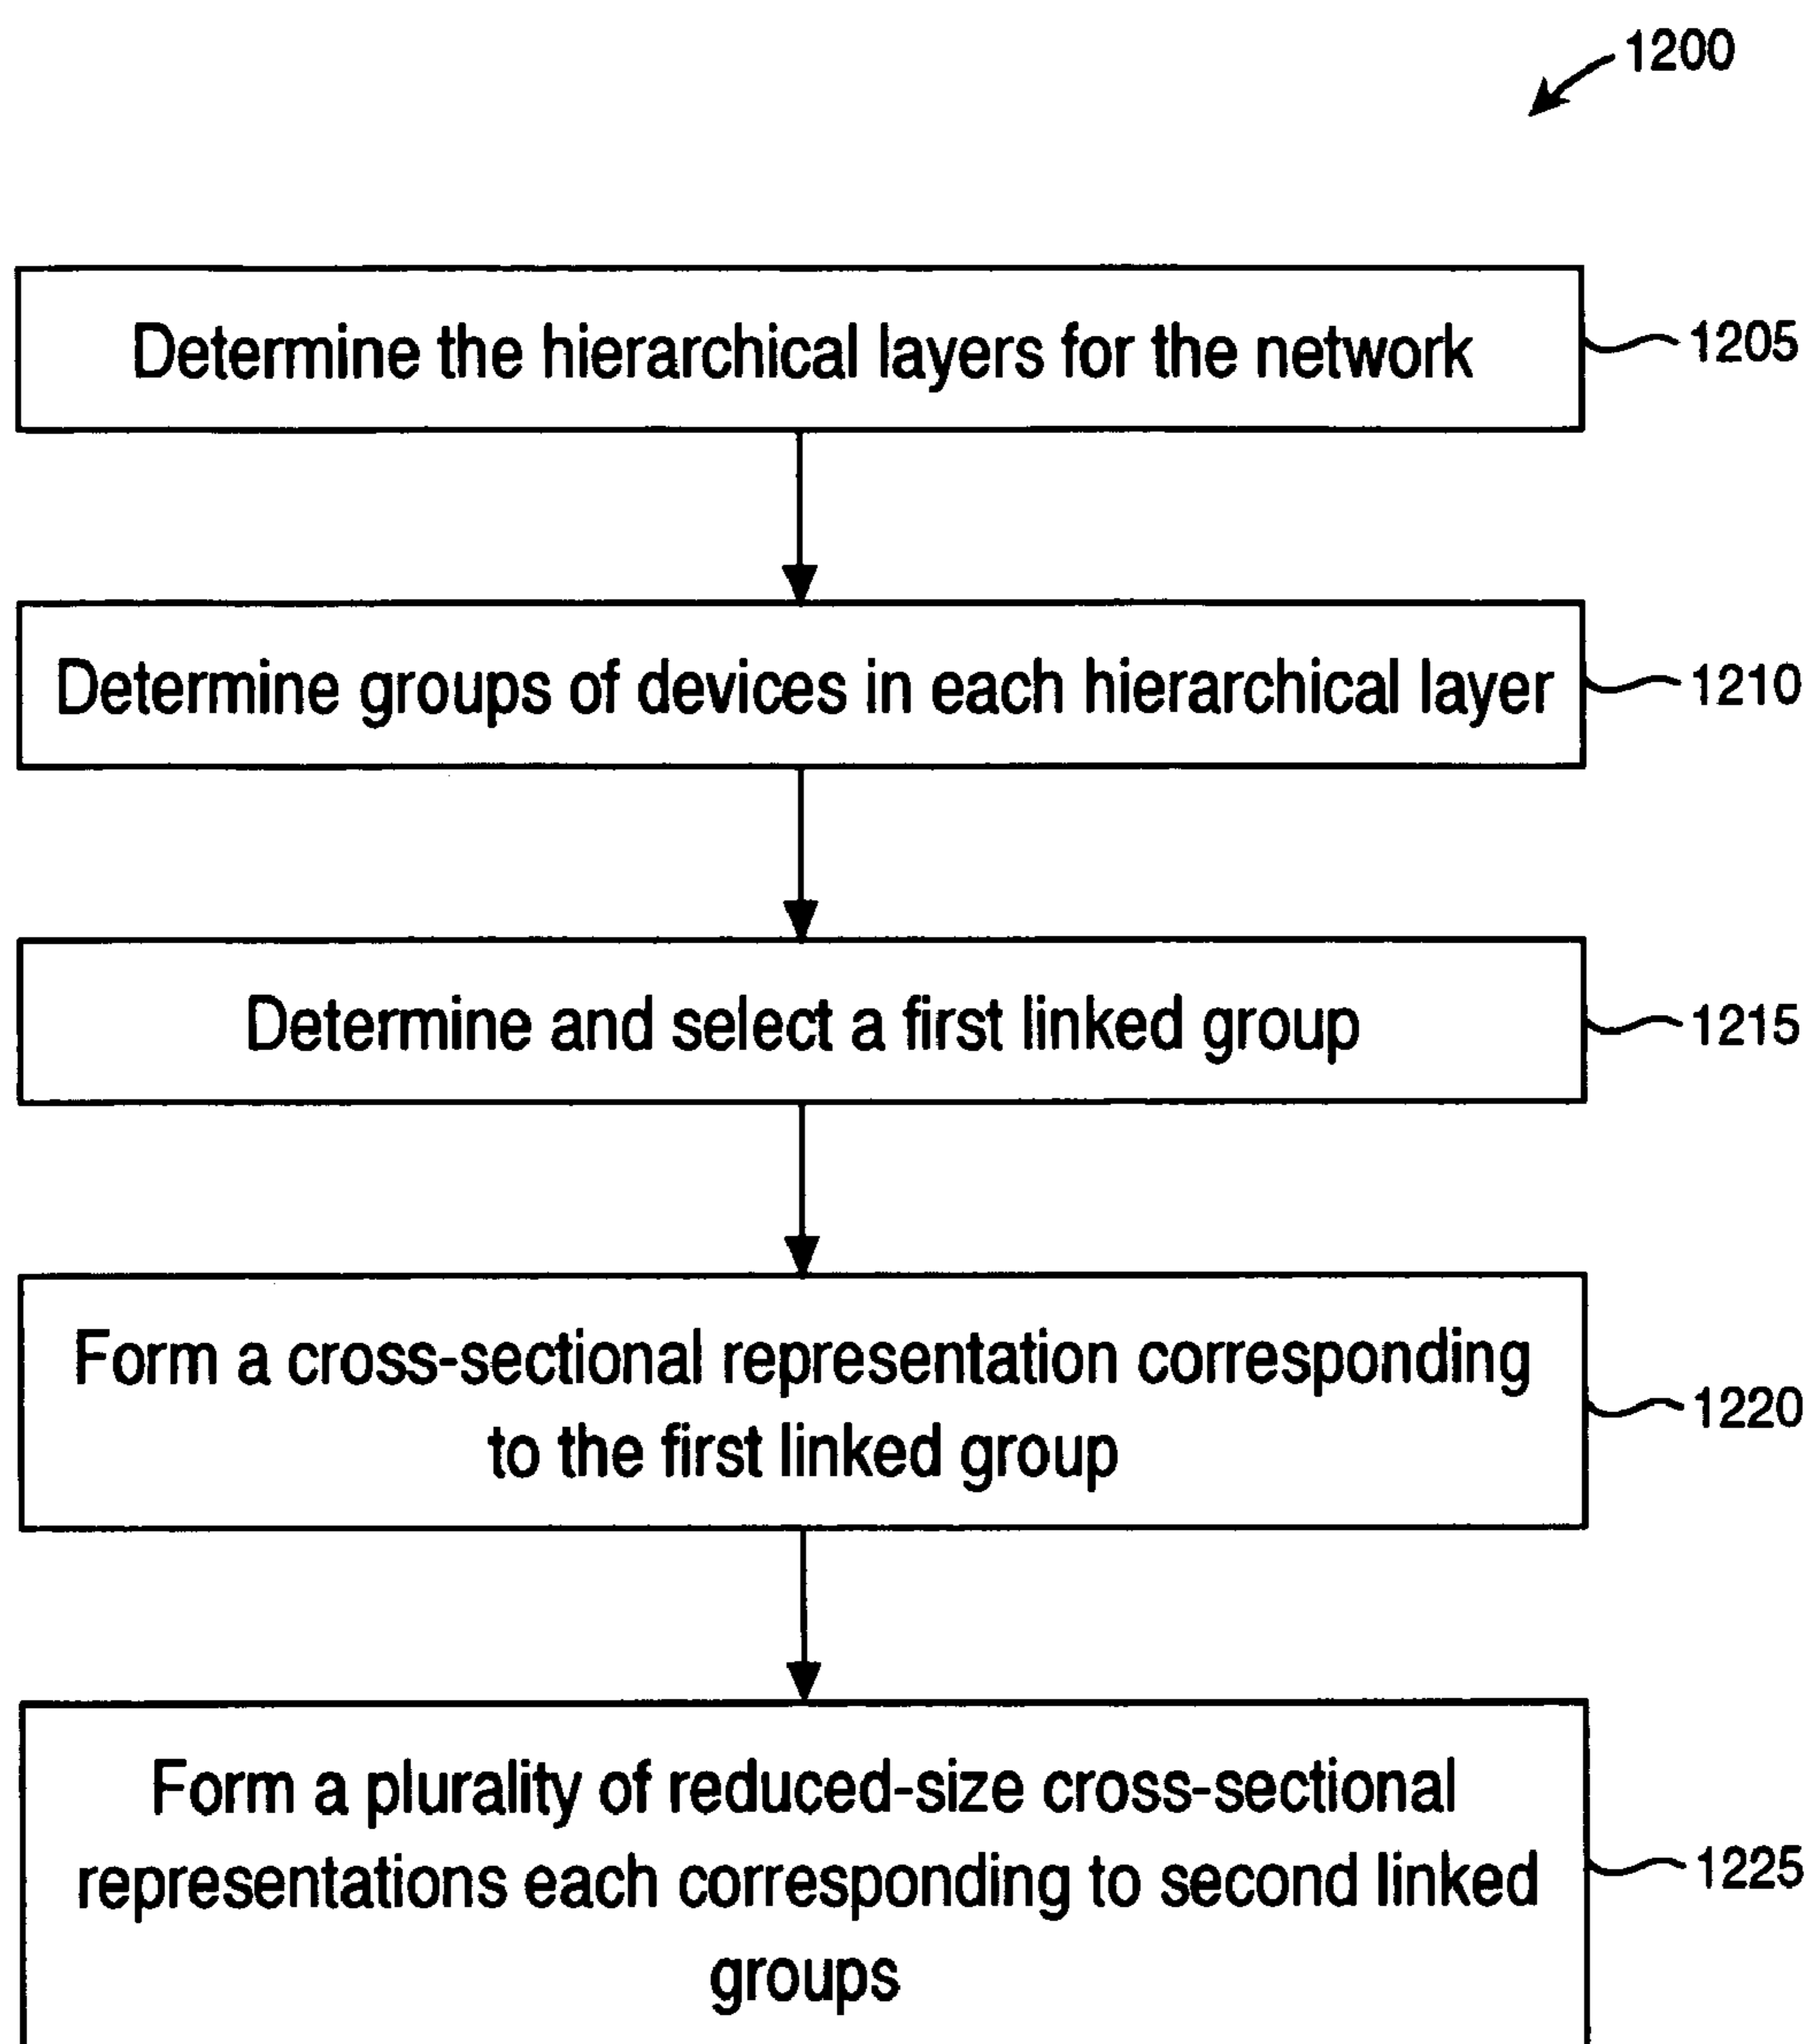 1200
Determine the hierarchical layers for the network
1205
Determine groups of devices in each hierarchical layer
1210
Determine and select a first linked group
1215
Form a cross-sectional representation corresponding
to the first linked group
1220
Form a plurality of reduced-size cross-sectional
representations each corresponding to second linked
groups
1225